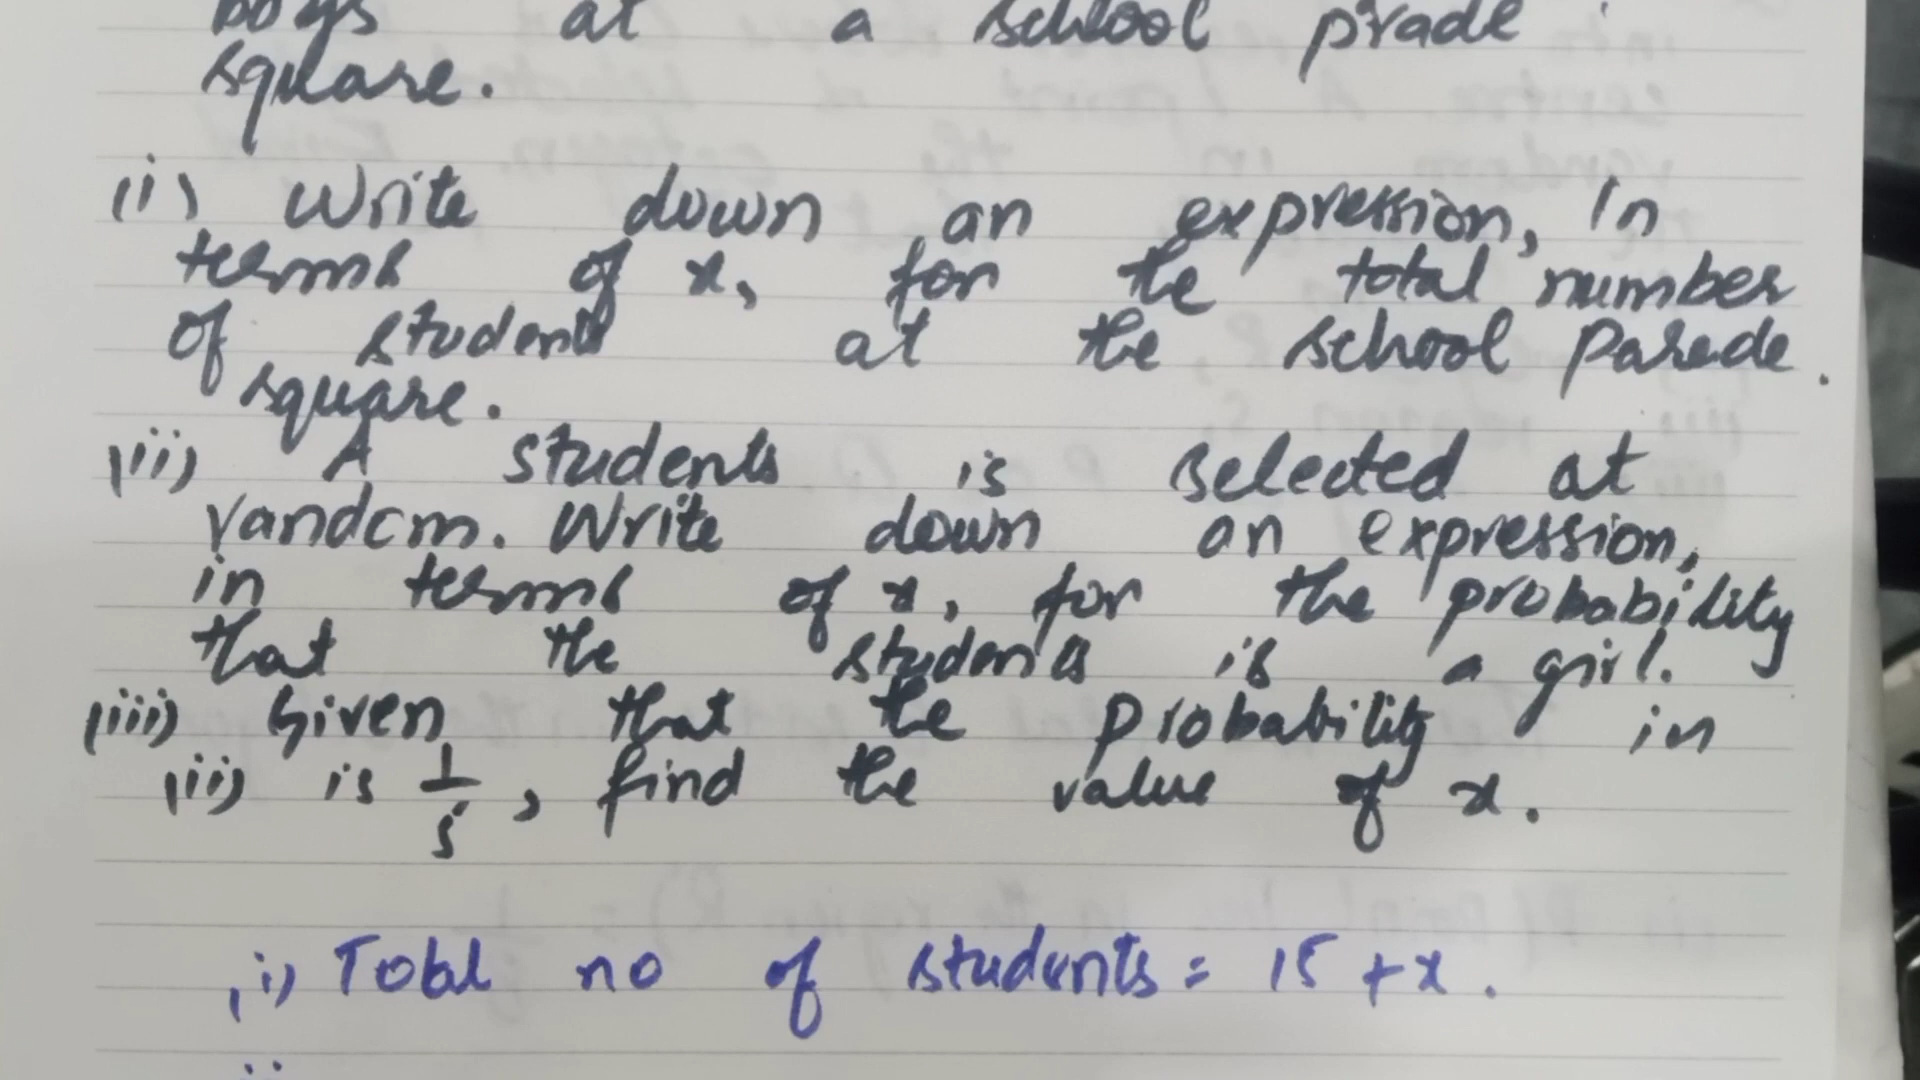 boys at a school prade
square.
(i) Write down an expression, In
terms of x, for the total number
of students at the school Parade.
square.
(ii) A students is selected at
random. Write down an expression,
in terms of x, for the probability
that the students is a girl.
(iii) Given that the probability in
(ii) is 1/5, find the value of x.
i) Total no of students = 15 + x.